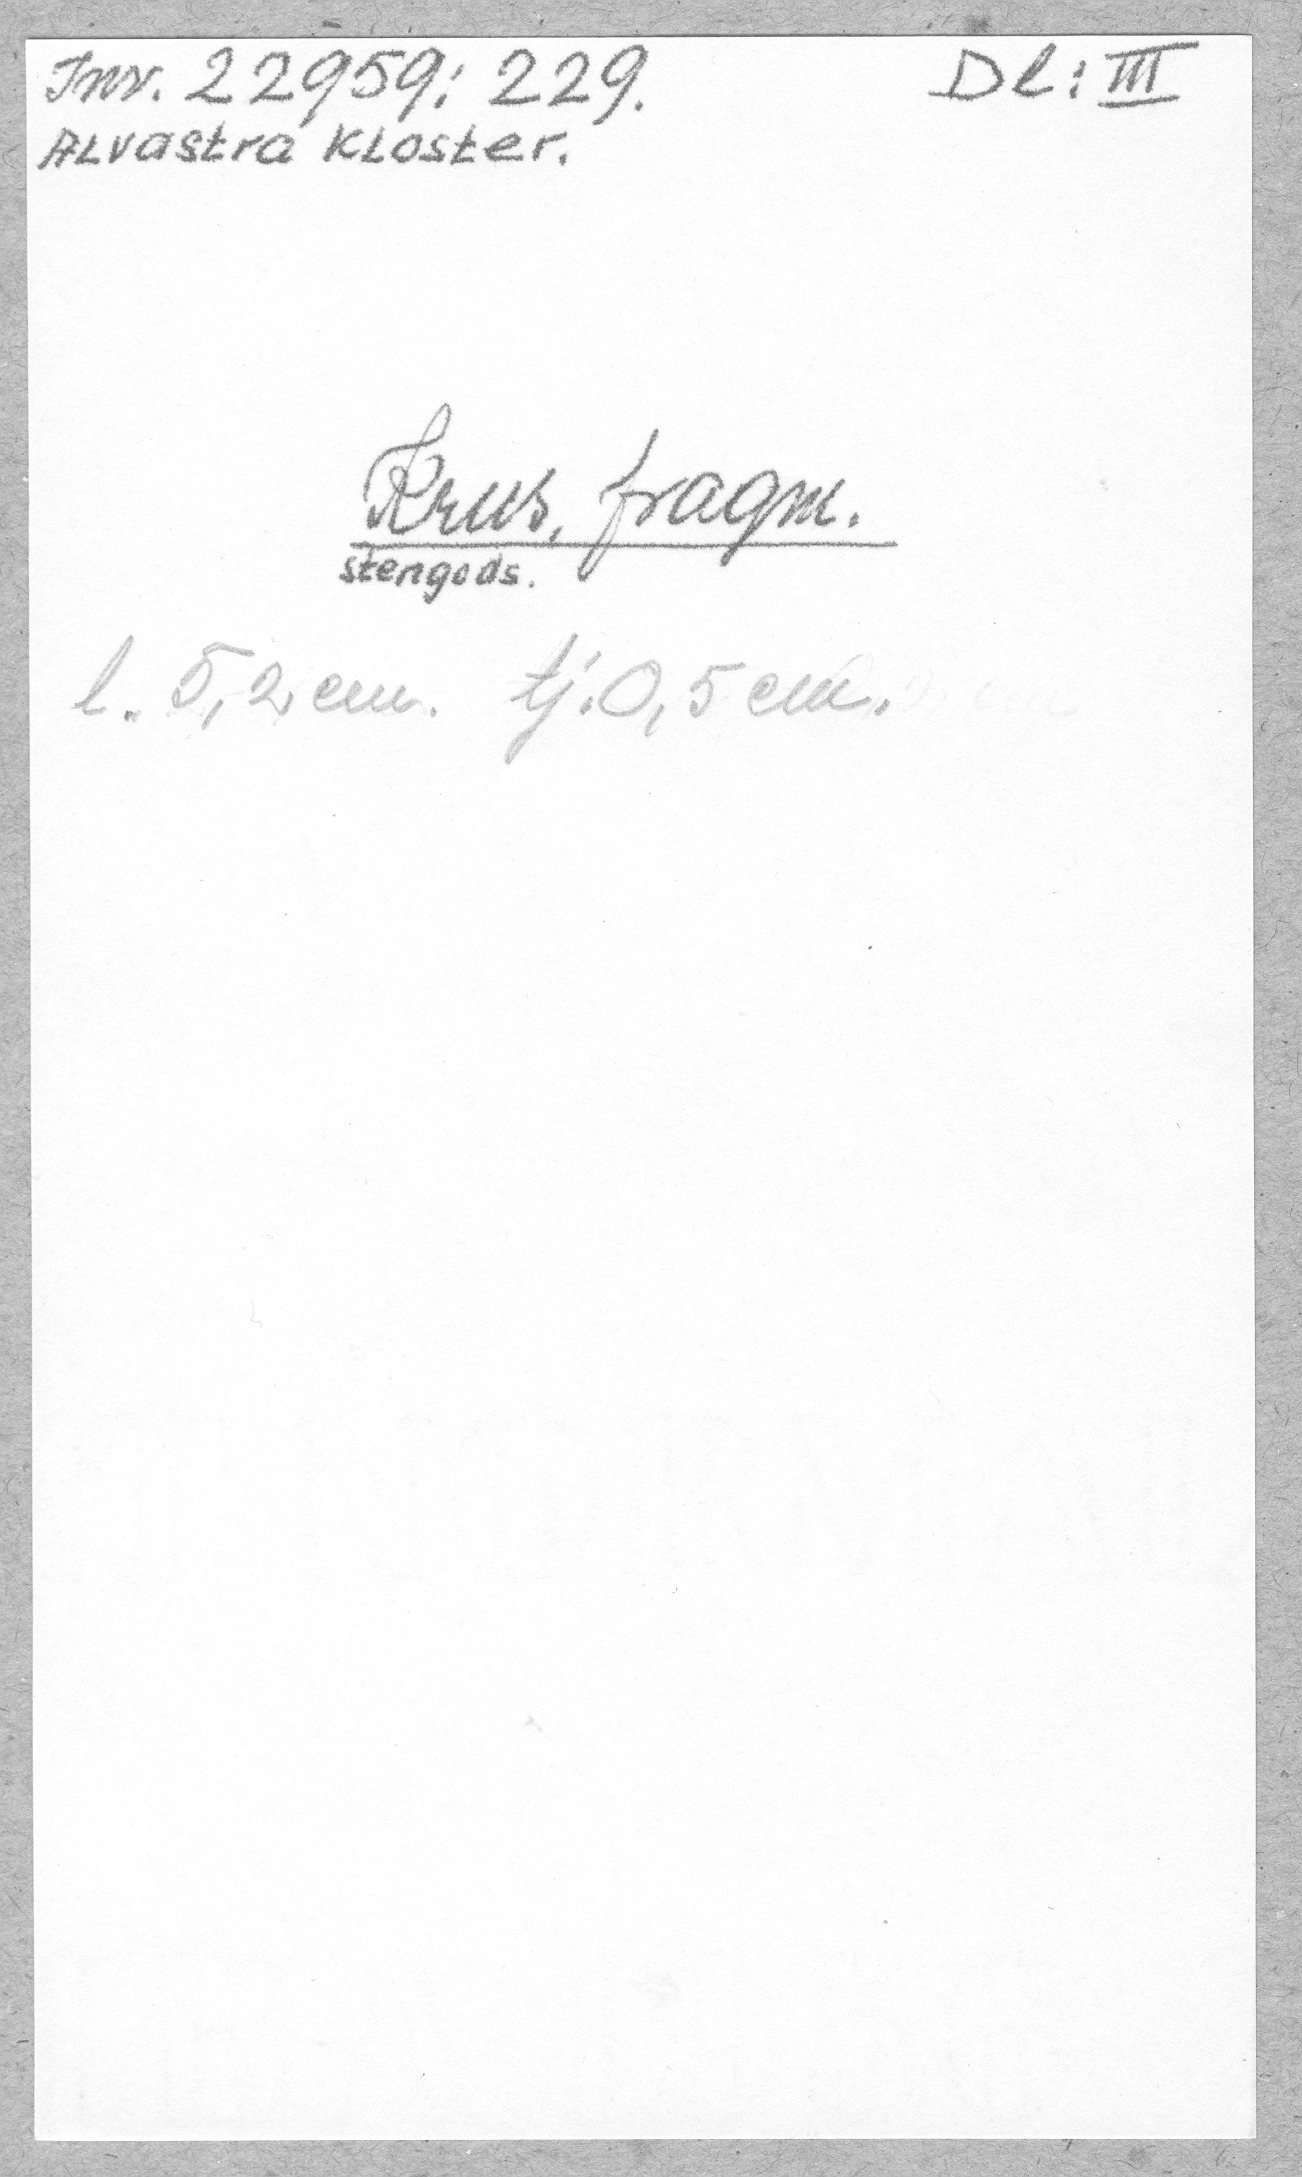 Inv. 22959: 229. Dl: III
Alvastra Kloster.
Krus, fragm.
stengods.
l. 5,2 cm. tj. 0,5 cm.